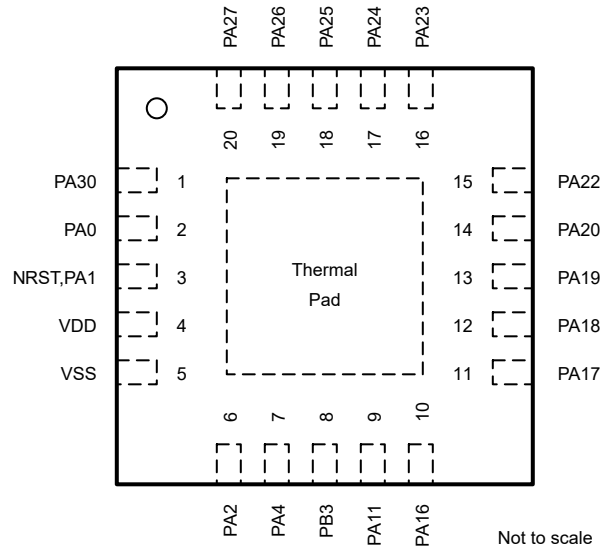 PA27 PA26 PA25 PA24 PA23
20 19 18 17 16
PA30 1 15 PA22
PA0 2 14 PA20
NRST,PA1 3 13 PA19
VDD 4 12 PA18
VSS 5 11 PA17
Thermal
Pad
6 7 8 9 10
PA2 PA4 PB3 PA11 PA16
Not to scale